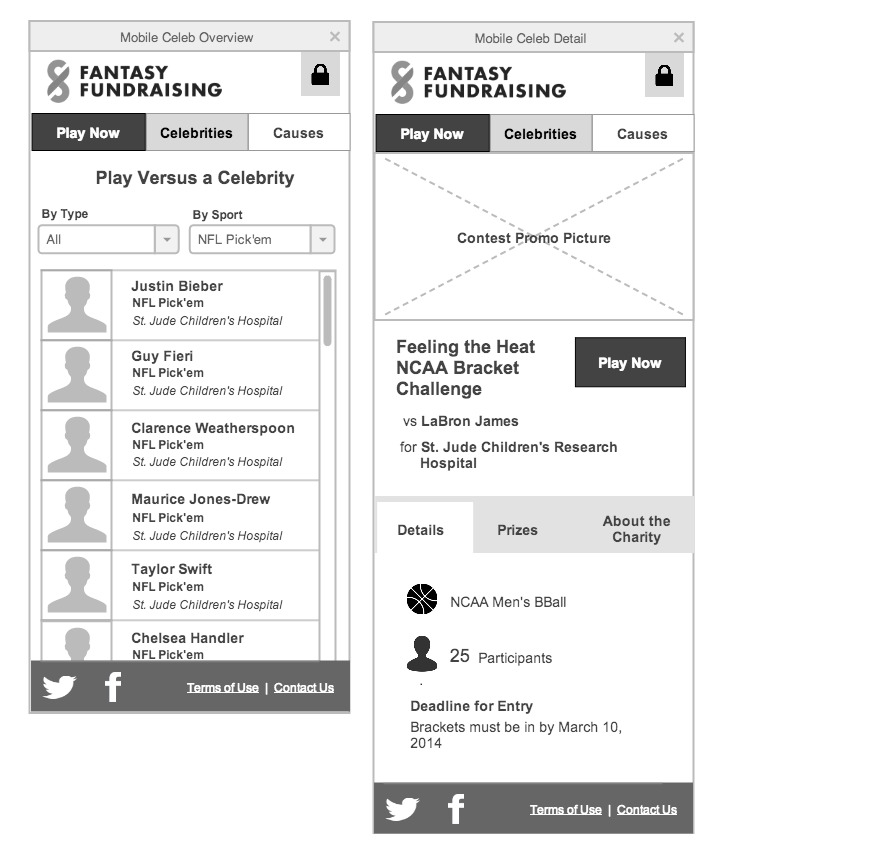 Mobile Celeb Overview
FANTASY
FUNDRAISING
Play Now
Celebrities
Causes
Play Versus a Celebrity
By Type
By Sport
All
NFL Pick'em
Justin Bieber
NFL Pick'em
St. Jude Children's Hospital
Guy Fieri
NFL Pick'em
St. Jude Children's Hospital
Clarence Weatherspoon
NFL Pick'em
St. Jude Children's Hospital
Maurice Jones-Drew
NFL Pick'em
St. Jude Children's Hospital
Taylor Swift
NFL Pick'em
St. Jude Children's Hospital
Chelsea Handler
NFL Pick'em
Terms of Use | Contact Us
Mobile Celeb Detail
FANTASY
FUNDRAISING
Play Now
Celebrities
Causes
Contest Promo Picture
Feeling the Heat
NCAA Bracket
Challenge
Play Now
vs LaBron James
for St. Jude Children's Research
Hospital
Details
Prizes
About the
Charity
NCAA Men's BBall
25 Participants
Deadline for Entry
Brackets must be in by March 10,
2014
Terms of Use | Contact Us